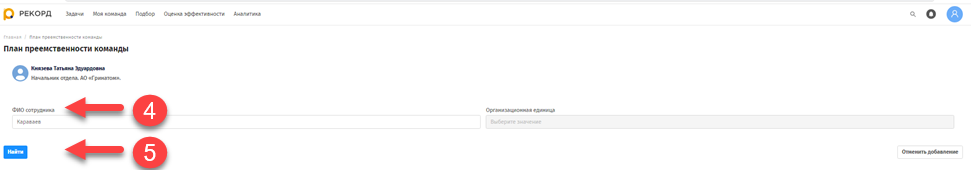 РЕКОРД Задачи Моя команда Подбор Оценка эффективности Аналитика
Главная / План преемственности команды
План преемственности команды
Князева Татьяна Эдуардовна
Начальник отдела, АО «Гринатом».
ФИО сотрудника 4 Организационная единица
Караваев Выберите значение
Найти 5 Отменить добавление